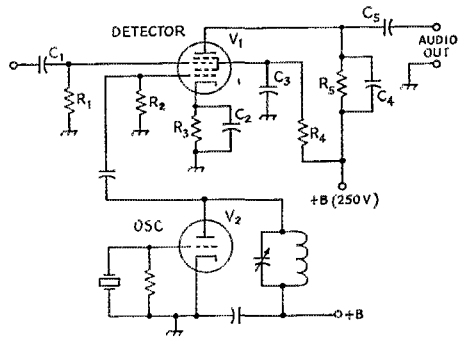 DETECTOR
V1
C1
C5
AUDIO
OUT
R1
R2
R3
C2
C3
R4
R5
C4
+B (250V)
OSC
V2
+B